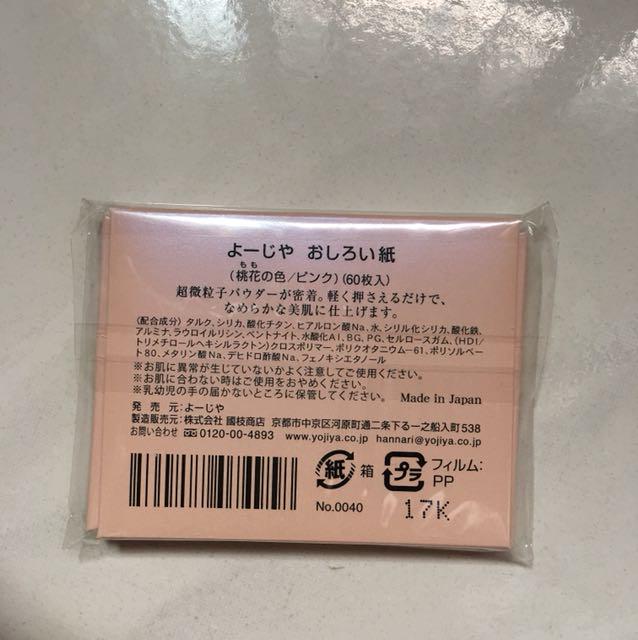 よーじや おしろい紙
もも
(桃花の色/ピンク)(60枚入)
超微粒子パウダーが密着。軽く押さえるだけで、
なめらかな美肌に仕上げます。
(配合成分)タルク、シリカ、酸化チタン、ヒアルロン酸Na、水、シリル化シリカ、酸化鉄、
アルミナ、ラウロイルリシン、ベントナイト、水酸化Al、BG、PG、セルロースガム、(HDI/
トリメチロールヘキシルラクトン)クロスポリマー、ポリクオタニウム-61、ポリソルベー
ト80、メタリン酸Na、デヒドロ酢酸Na、フェノキシエタノール
※お肌に異常が生じていないかよく注意してご使用ください。
※お肌に合わない時はご使用をおやめください。
※乳幼児の手の届かないところに保管してください。 Made in Japan
発売元:よーじや
製造販売元:株式会社 國枝商店 京都市中京区河原町通二条下る一之船入町538
お問い合わせ 0120-00-4893 www.yojiya.co.jp hannari@yojiya.co.jp
紙 箱 プラ フィルム:
PP
No.0040 17K